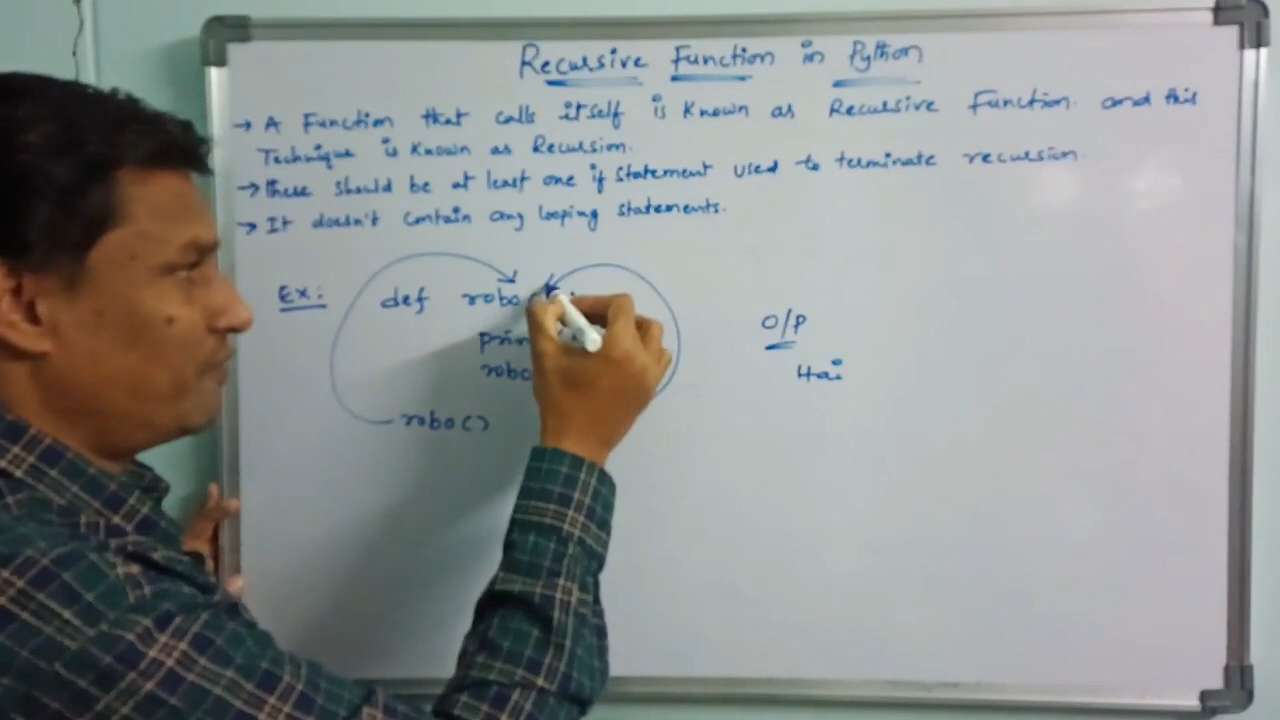 Recursive Function in Python
→ A Function that calls itself is Known as Recursive Function. and this
Technique is Known as Recursion.
→ There should be at least one if statement used to terminate recursion.
→ It doesn't contain any looping statements.
Ex: def robo
prin
robo
robo()
O/P
Hai